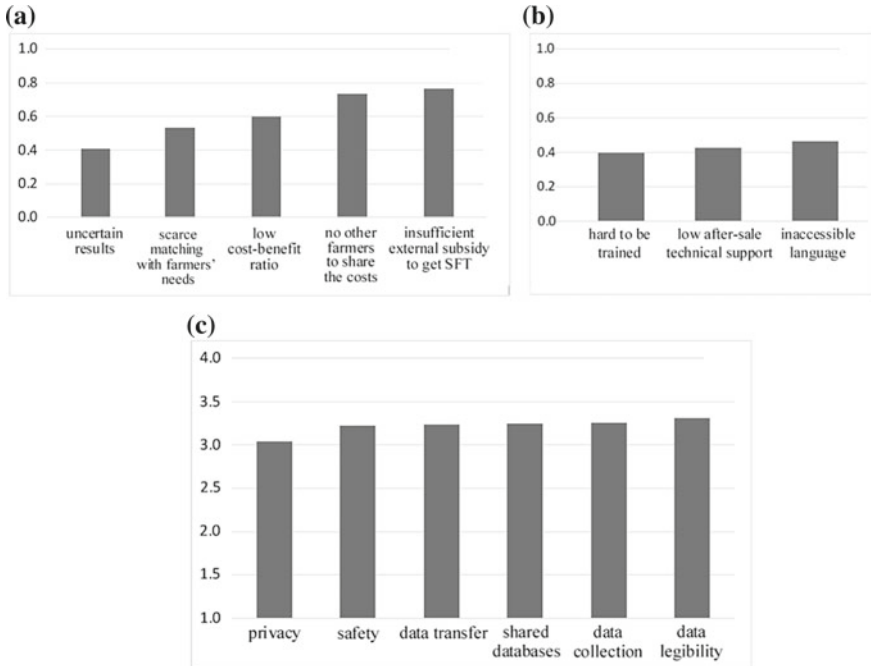 (a)
1.0
0.8
0.6
0.4
0.2
0.0
uncertain
results
scarce
matching
with farmers'
needs
low
cost-benefit
ratio
no other
farmers
to share
the costs
insufficient
external subsidy
to get SFT
(b)
1.0
0.8
0.6
0.4
0.2
0.0
hard to be
trained
low after-sale
technical support
inaccessible
language
(c)
4.0
3.5
3.0
2.5
2.0
1.5
1.0
privacy
safety
data transfer
shared
databases
data
collection
data
legibility